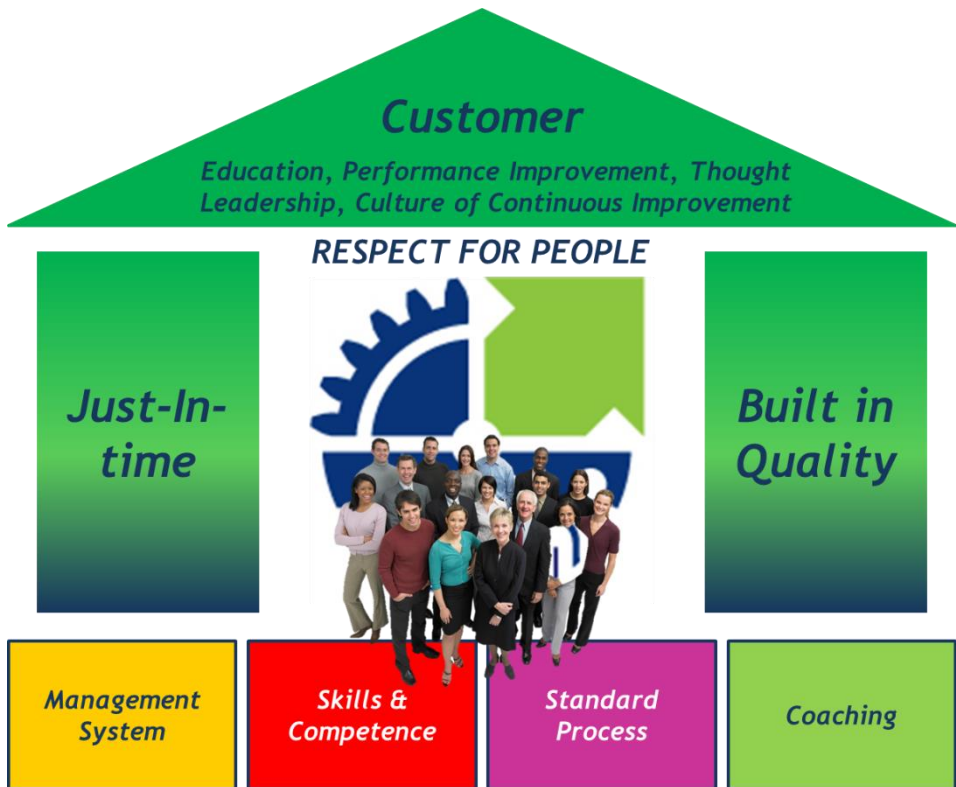 Customer
Education, Performance Improvement, Thought
Leadership, Culture of Continuous Improvement
RESPECT FOR PEOPLE
Just-In-
time
Built in
Quality
Management
System
Skills &
Competence
Standard
Process
Coaching